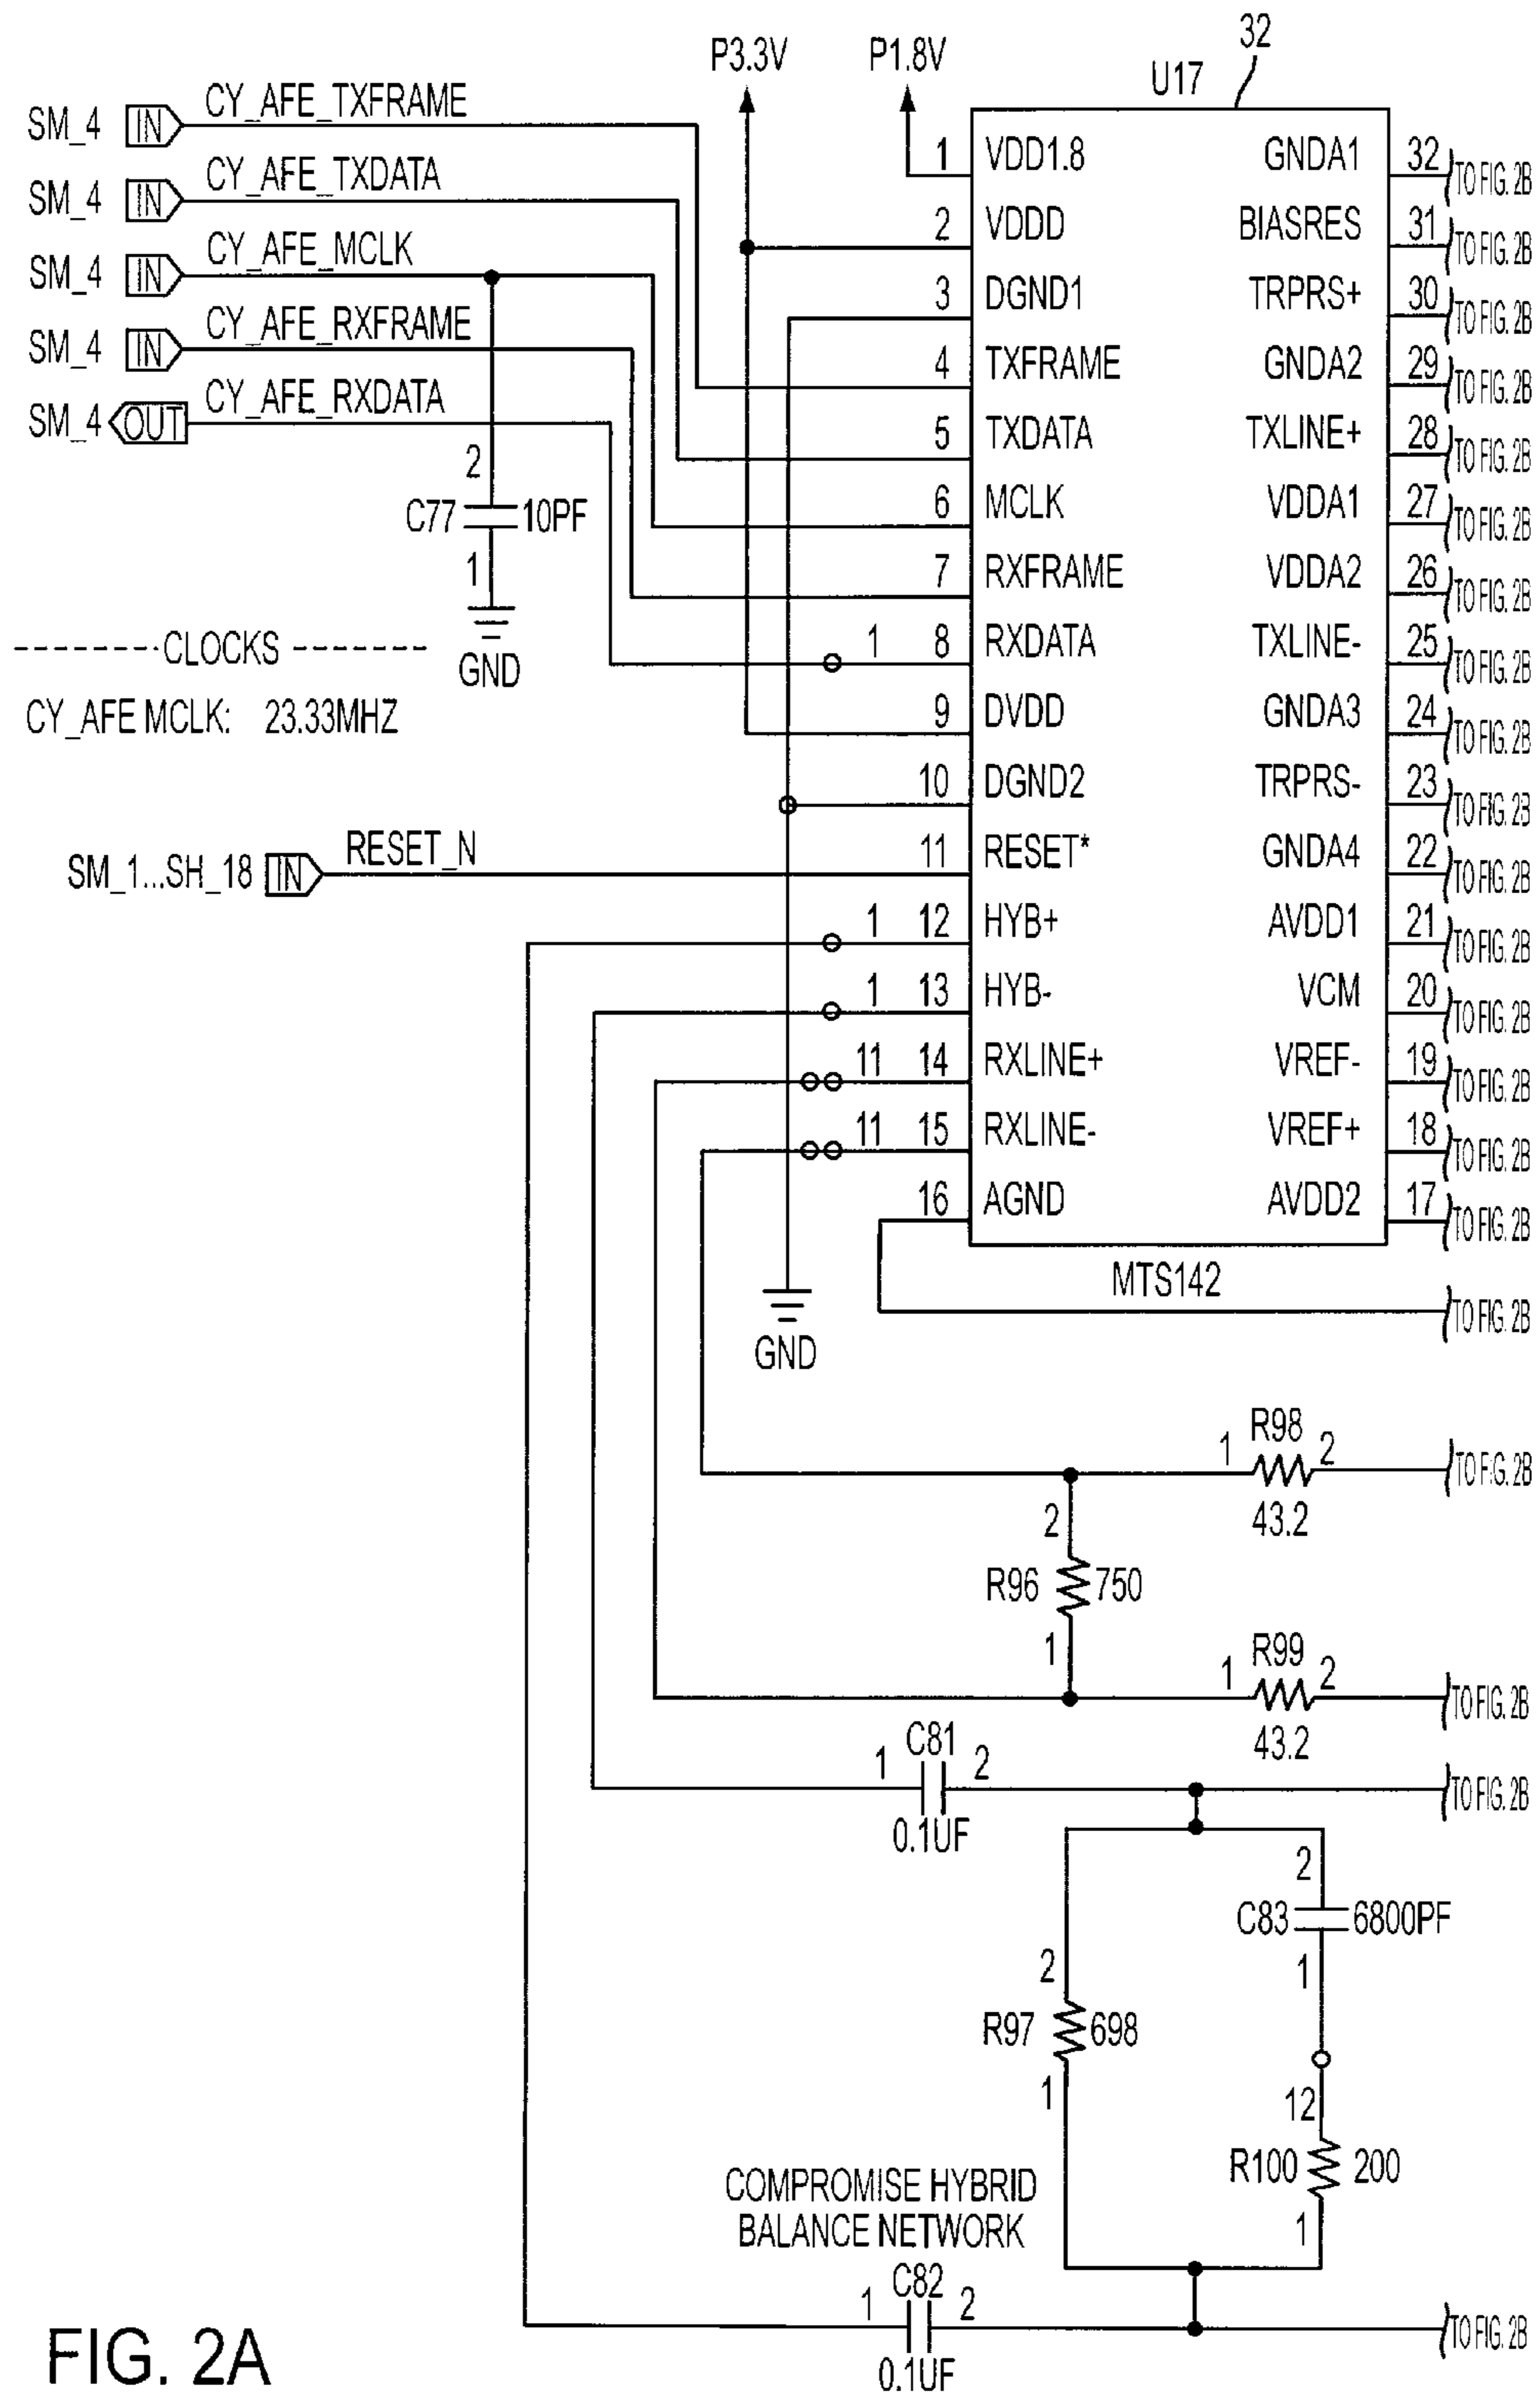 32
P3.3V P1.8V U17
SM_4 IN CY_AFE_TXFRAME
SM_4 IN CY_AFE_TXDATA
SM_4 IN CY_AFE_MCLK
SM_4 IN CY_AFE_RXFRAME
SM_4 OUT CY_AFE_RXDATA
2
C77 10PF
1
GND
-------- CLOCKS --------
CY_AFE MCLK: 23.33MHZ
1 VDD1.8 GNDA1 32 TO FIG. 2B
2 VDDD BIASRES 31 TO FIG. 2B
3 DGND1 TRPRS+ 30 TO FIG. 2B
4 TXFRAME GNDA2 29 TO FIG. 2B
5 TXDATA TXLINE+ 28 TO FIG. 2B
6 MCLK VDDA1 27 TO FIG. 2B
7 RXFRAME VDDA2 26 TO FIG. 2B
1 8 RXDATA TXLINE- 25 TO FIG. 2B
9 DVDD GNDA3 24 TO FIG. 2B
10 DGND2 TRPRS- 23 TO FIG. 2B
SM_1...SH_18 IN RESET_N 11 RESET* GNDA4 22 TO FIG. 2B
1 12 HYB+ AVDD1 21 TO FIG. 2B
1 13 HYB- VCM 20 TO FIG. 2B
11 14 RXLINE+ VREF- 19 TO FIG. 2B
11 15 RXLINE- VREF+ 18 TO FIG. 2B
16 AGND AVDD2 17 TO FIG. 2B
MTS142
TO FIG. 2B
GND
R98
1 2 TO FIG. 2B
43.2
2
R96 750
1
R99
1 2 TO FIG. 2B
43.2
C81
1 2 TO FIG. 2B
0.1UF
2
C83 6800PF
1
2
R97 698
1
12
R100 200
1
COMPROMISE HYBRID
BALANCE NETWORK
C82
1 2 TO FIG. 2B
0.1UF
FIG. 2A